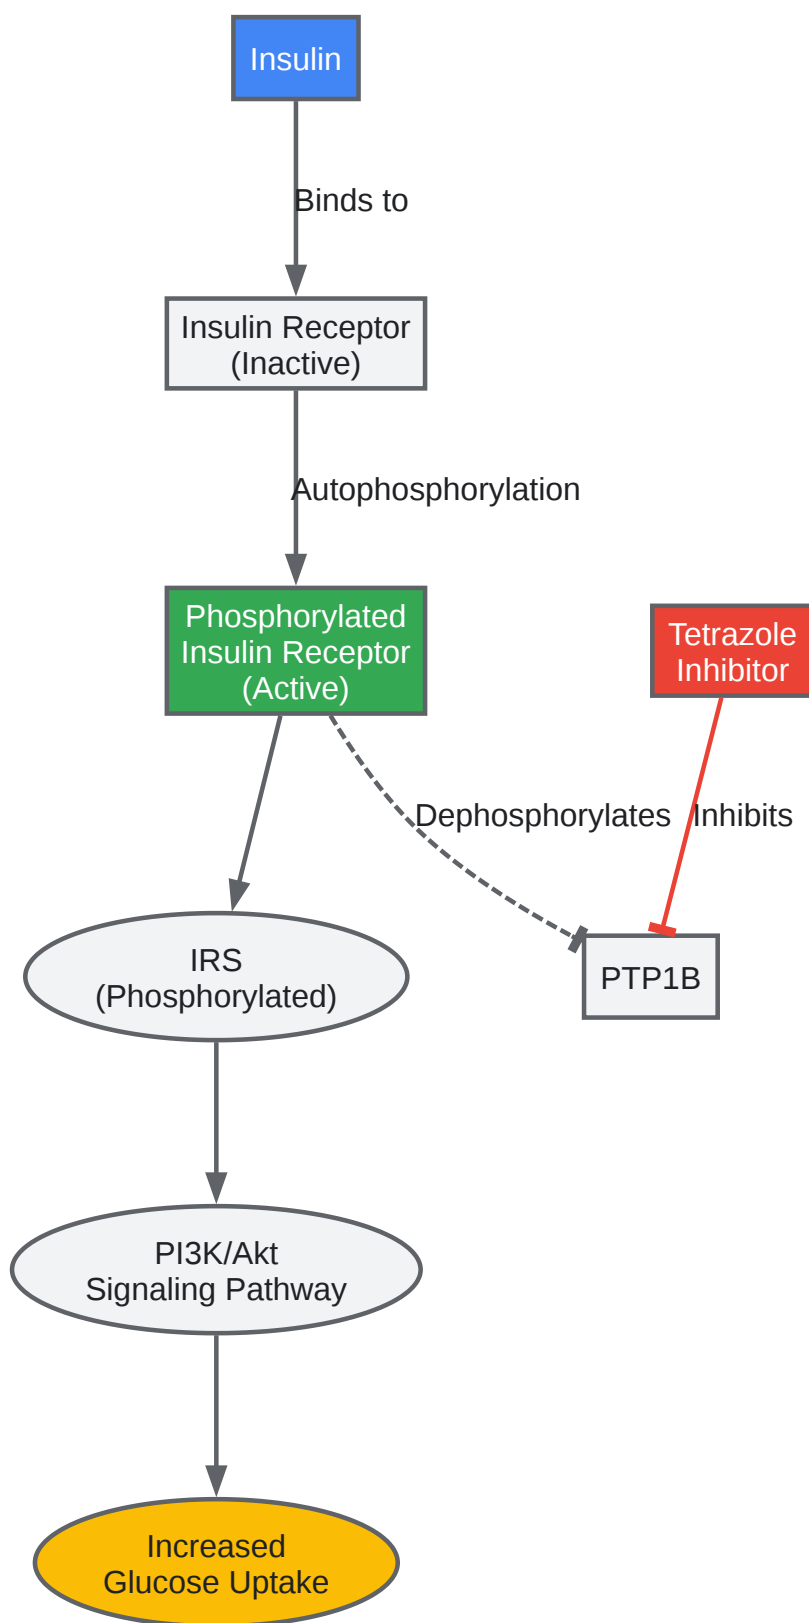 Insulin
Binds to
Insulin Receptor
(Inactive)
Autophosphorylation
Phosphorylated
Insulin Receptor
(Active)
Tetrazole
Inhibitor
Dephosphorylates
Inhibits
IRS
(Phosphorylated)
PTP1B
PI3K/Akt
Signaling Pathway
Increased
Glucose Uptake